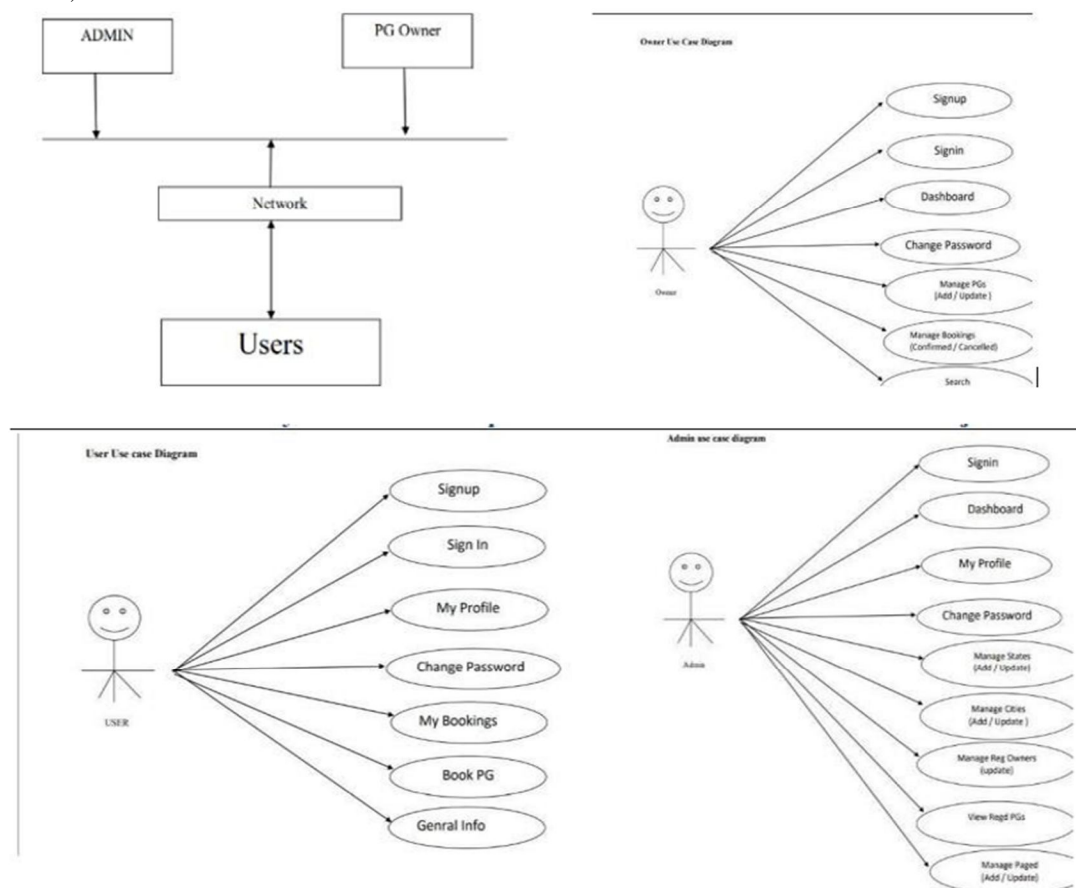 ADMIN
PG Owner
Network
Users
Owner Use Case Diagram
Signup
Signin
Dashboard
Change Password
Manage PGs
(Add / Update )
Manage Bookings
(Confirmed / Cancelled)
Search
Owner
User Use case Diagram
Signup
Sign In
My Profile
Change Password
My Bookings
Book PG
Genral Info
USER
Admin use case diagram
Signin
Dashboard
My Profile
Change Password
Manage States
(Add / Update)
Manage Cities
(Add / Update )
Manage Reg Owners
(update)
View Regd PGs
Manage Paged
(Add / Update)
Admin